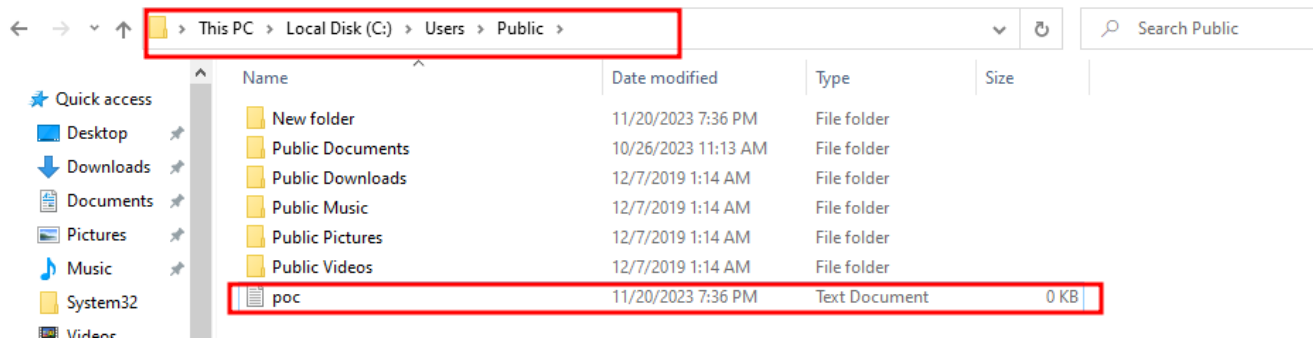 This PC > Local Disk (C:) > Users > Public >
Search Public
Name Date modified Type Size
Quick access
Desktop
Downloads
Documents
Pictures
Music
System32
Videos
New folder 11/20/2023 7:36 PM File folder
Public Documents 10/26/2023 11:13 AM File folder
Public Downloads 12/7/2019 1:14 AM File folder
Public Music 12/7/2019 1:14 AM File folder
Public Pictures 12/7/2019 1:14 AM File folder
Public Videos 12/7/2019 1:14 AM File folder
poc 11/20/2023 7:36 PM Text Document 0 KB